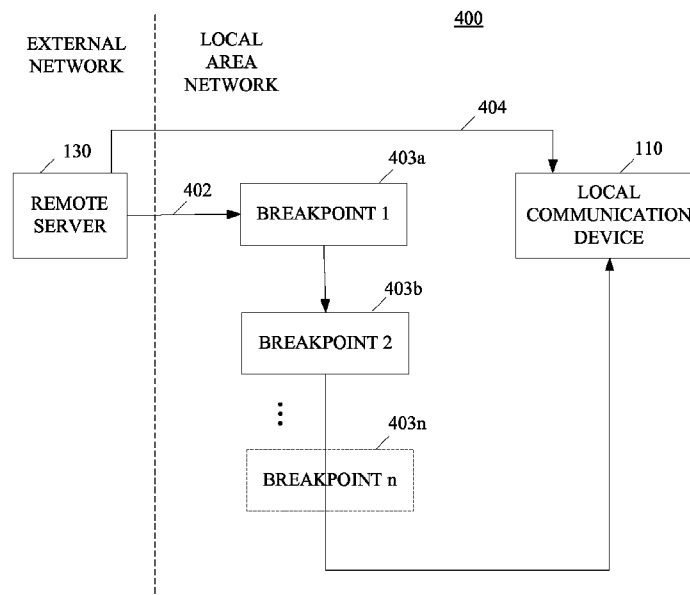 400
EXTERNAL
NETWORK
LOCAL
AREA
NETWORK
404
130
403a
110
REMOTE
SERVER
402
BREAKPOINT 1
LOCAL
COMMUNICATION
DEVICE
403b
BREAKPOINT 2
403n
BREAKPOINT n